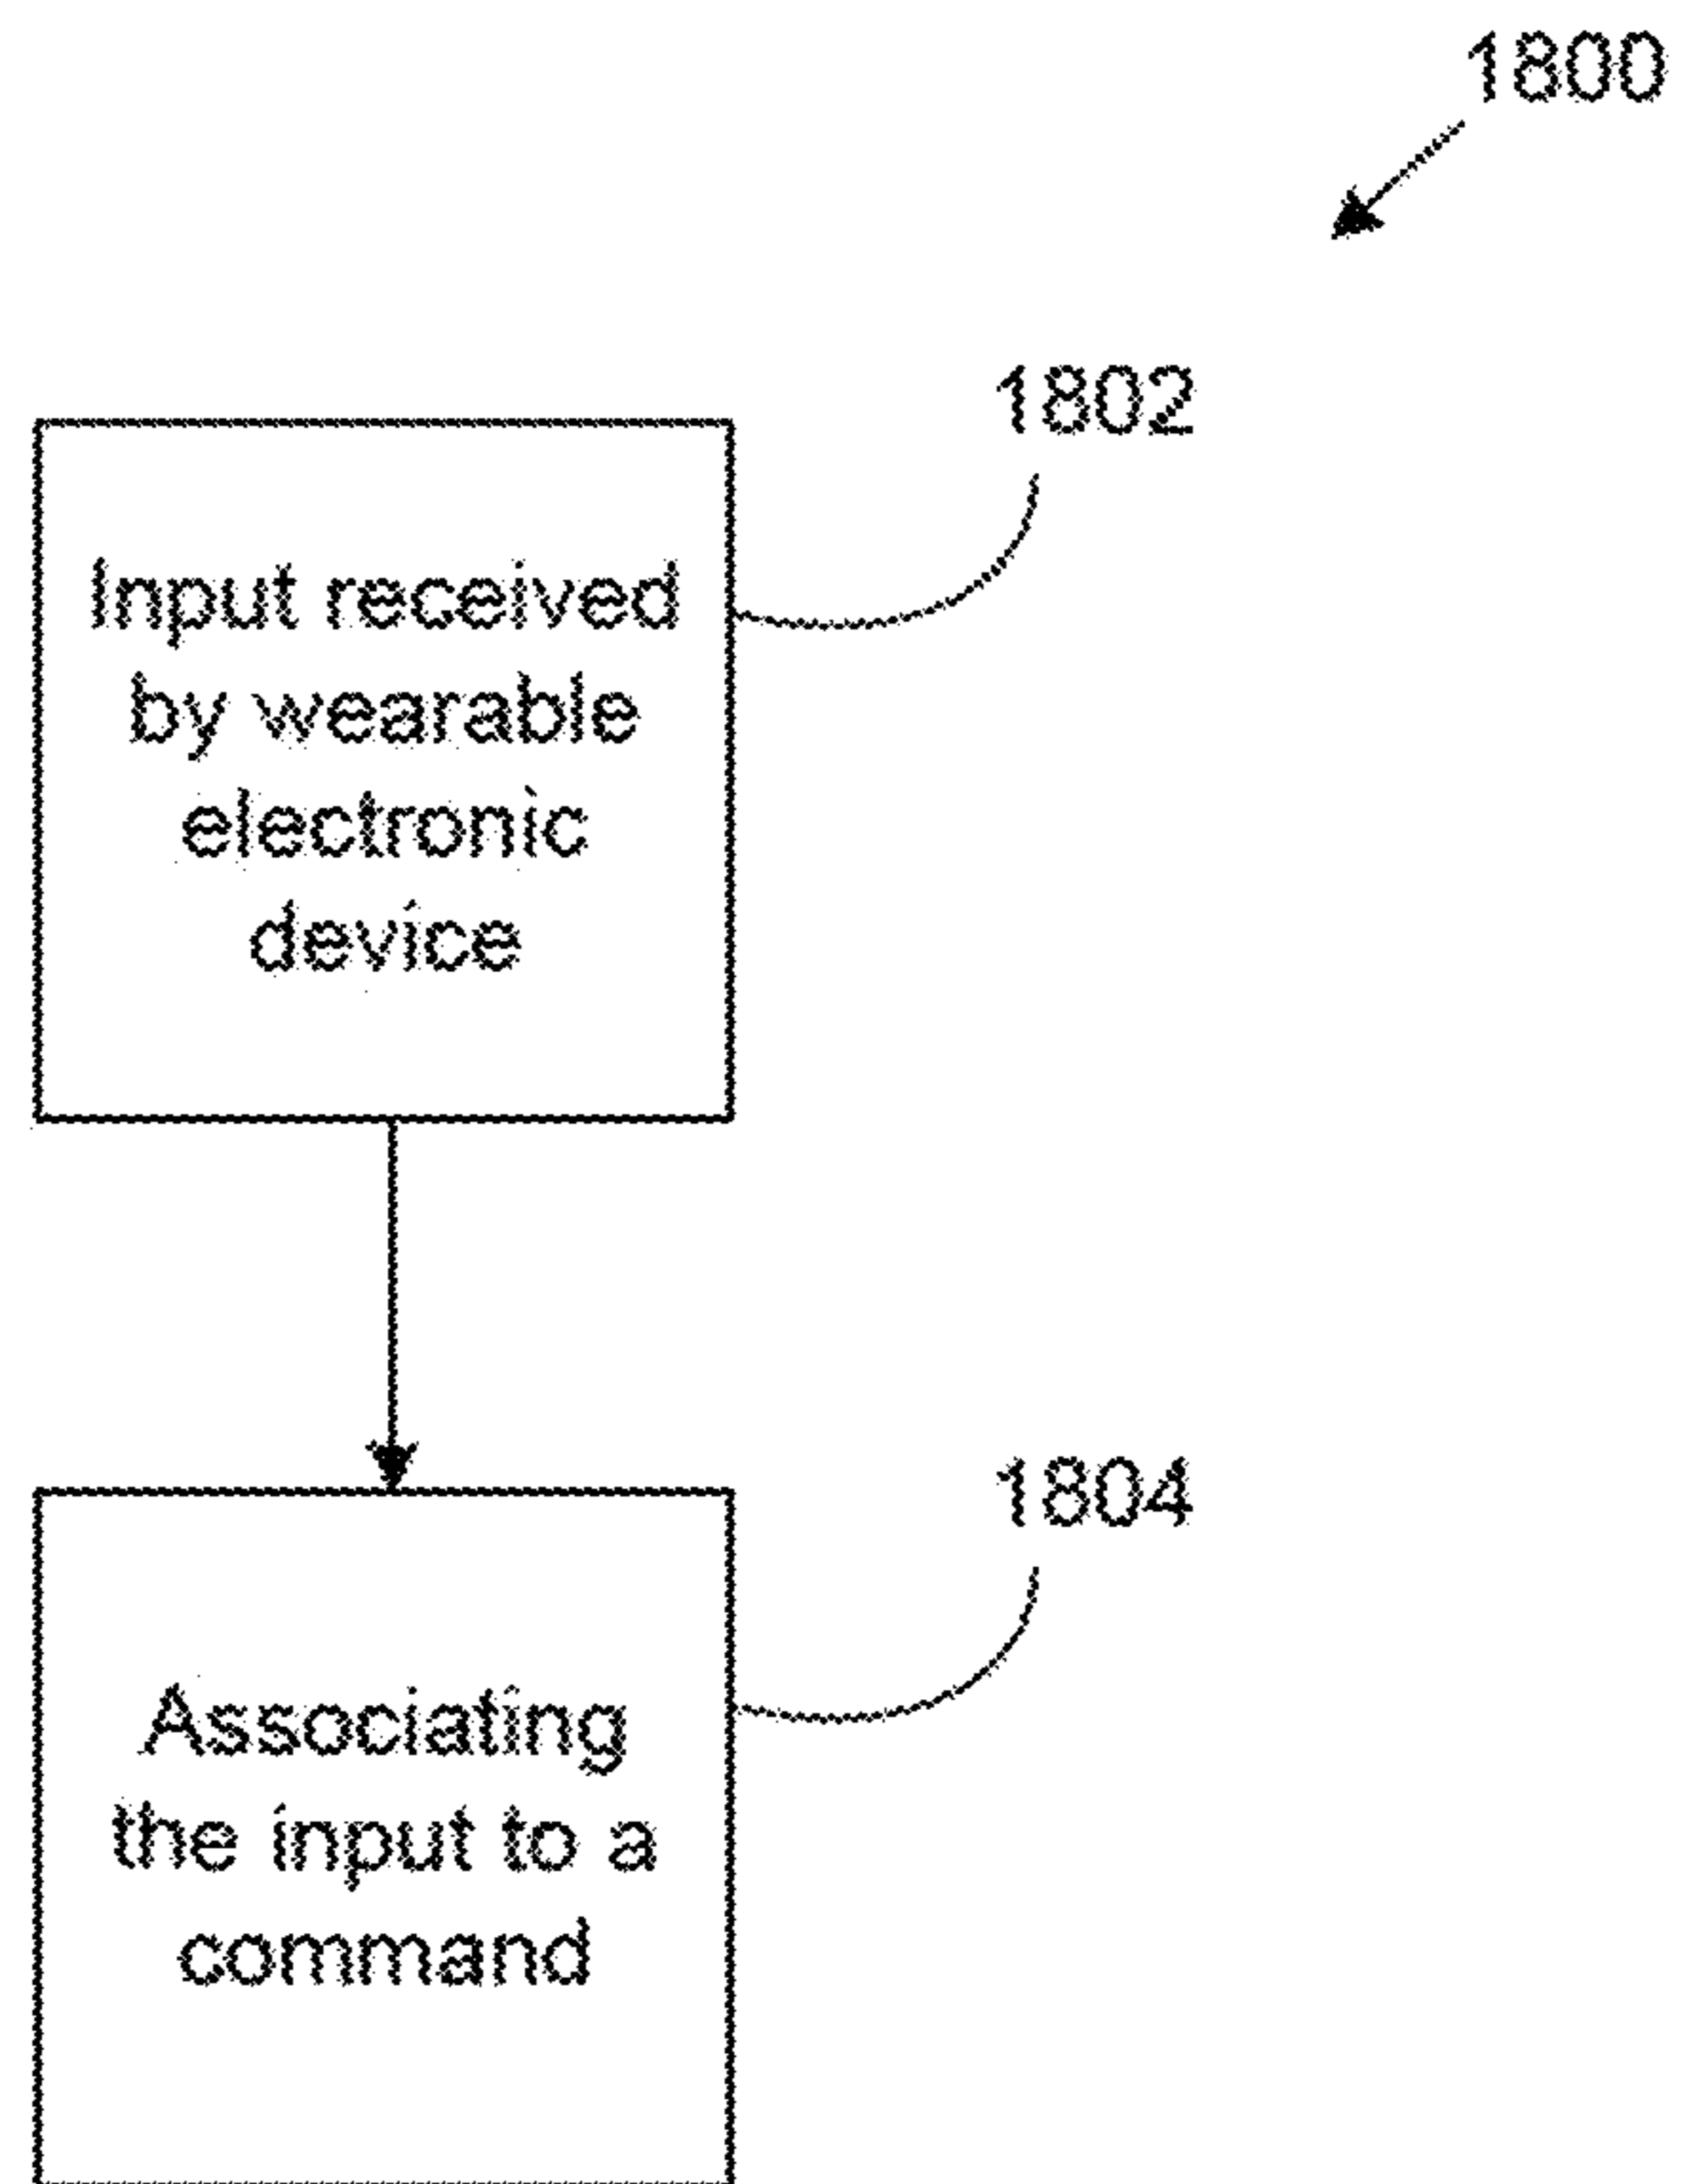 1800
1802
Input received
by wearable
electronic
device
1804
Associating
the input to a
command